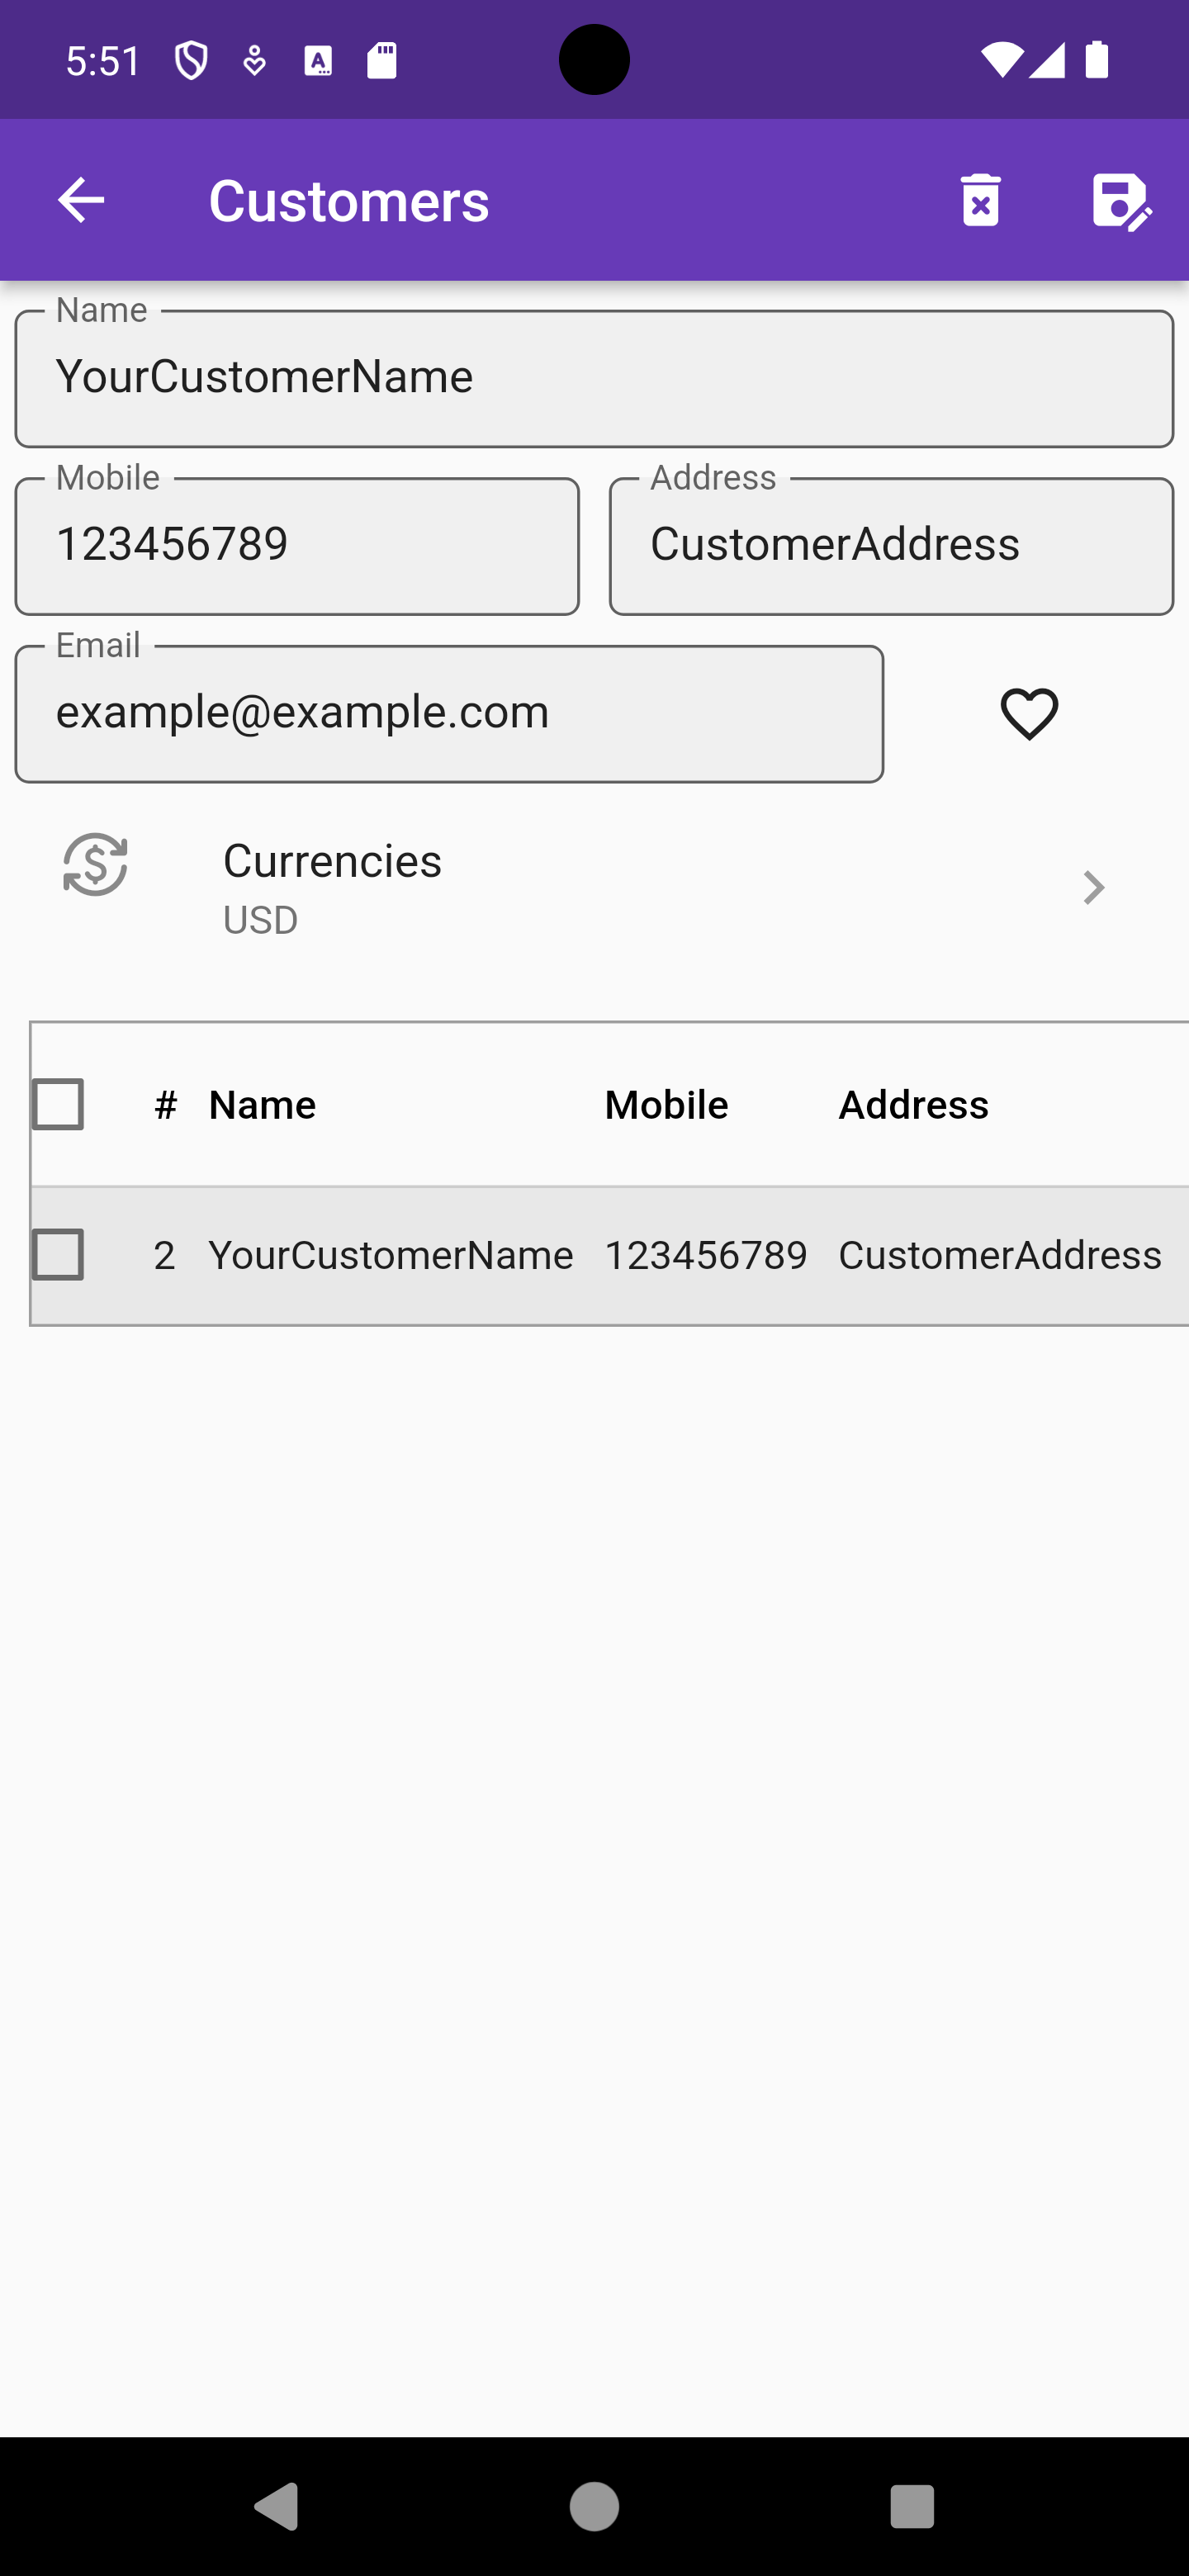 5:51
Customers
Name
YourCustomerName
Mobile
Address
123456789
CustomerAddress
Email
example@example.com
Currencies
USD
# Name Mobile Address
2 YourCustomerName 123456789 CustomerAddress